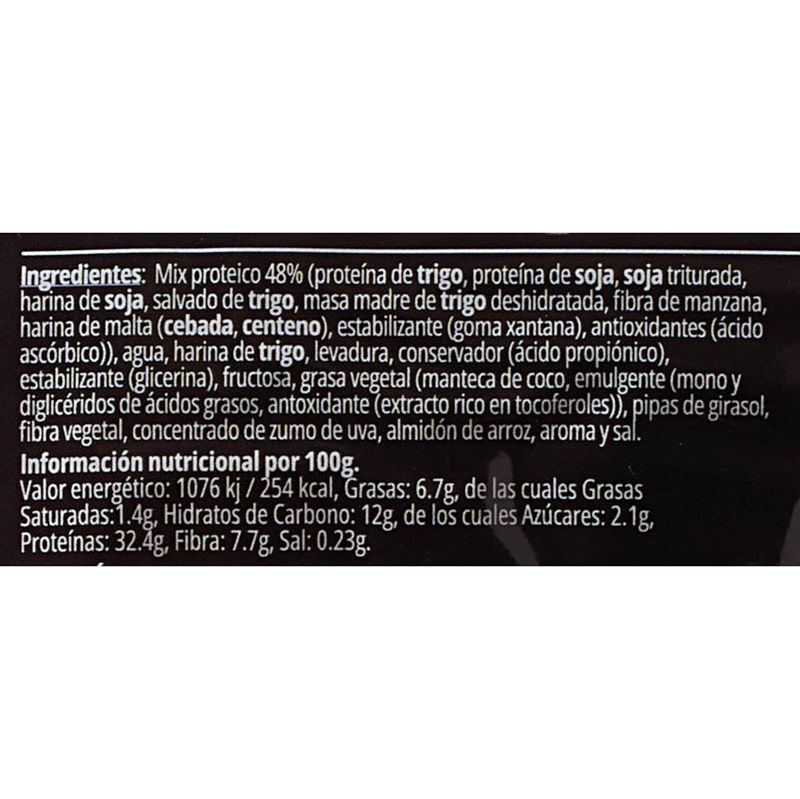 Ingredientes: Mix proteico 48% (proteína de trigo, proteína de soja, soja triturada,
harina de soja, salvado de trigo, masa madre de trigo deshidratada, fibra de manzana,
harina de malta (cebada, centeno), estabilizante (goma xantana), antioxidantes (ácido
ascórbico)), agua, harina de trigo, levadura, conservador (ácido propiónico),
estabilizante (glicerina), fructosa, grasa vegetal (manteca de coco, emulgente (mono y
diglicéridos de ácidos grasos, antoxidante (extracto rico en tocoferoles)), pipas de girasol,
fibra vegetal, concentrado de zumo de uva, almidón de arroz, aroma y sal.
Información nutricional por 100g.
Valor energético: 1076 kj / 254 kcal, Grasas: 6.7g, de las cuales Grasas
Saturadas:1.4g, Hidratos de Carbono: 12g, de los cuales Azúcares: 2.1g,
Proteínas: 32.4g, Fibra: 7.7g, Sal: 0.23g.